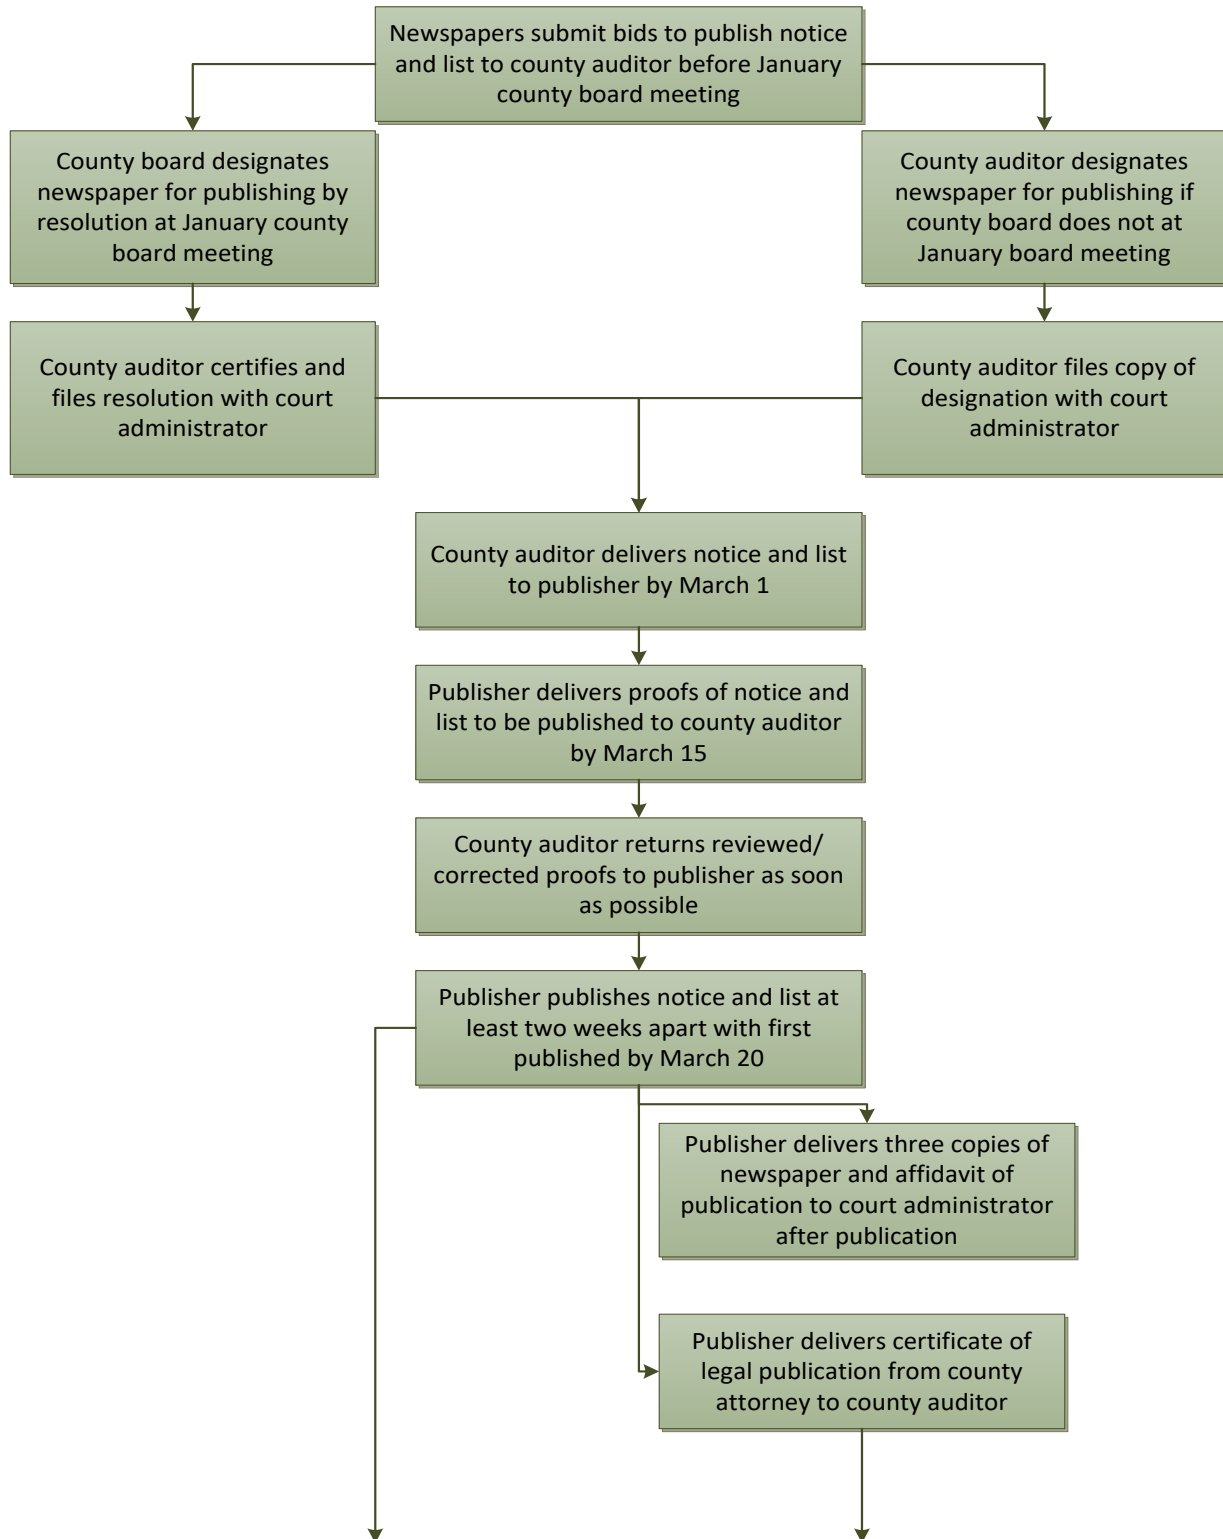 Newspapers submit bids to publish notice
and list to county auditor before January
county board meeting
County board designates
newspaper for publishing by
resolution at January county
board meeting
County auditor designates
newspaper for publishing if
county board does not at
January board meeting
County auditor certifies and
files resolution with court
administrator
County auditor files copy of
designation with court
administrator
County auditor delivers notice and list
to publisher by March 1
Publisher delivers proofs of notice and
list to be published to county auditor
by March 15
County auditor returns reviewed/
corrected proofs to publisher as soon
as possible
Publisher publishes notice and list at
least two weeks apart with first
published by March 20
Publisher delivers three copies of
newspaper and affidavit of
publication to court administrator
after publication
Publisher delivers certificate of
legal publication from county
attorney to county auditor